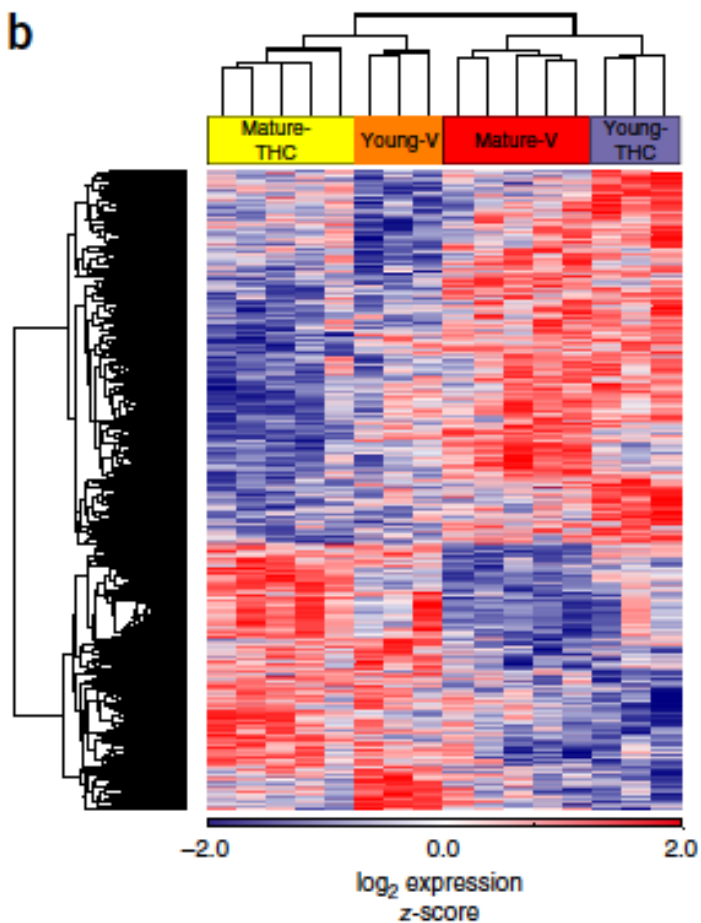 b
Mature-
THC
Young-V
Mature-V
Young-
THC
–2.0
0.0
2.0
log₂ expression
z-score